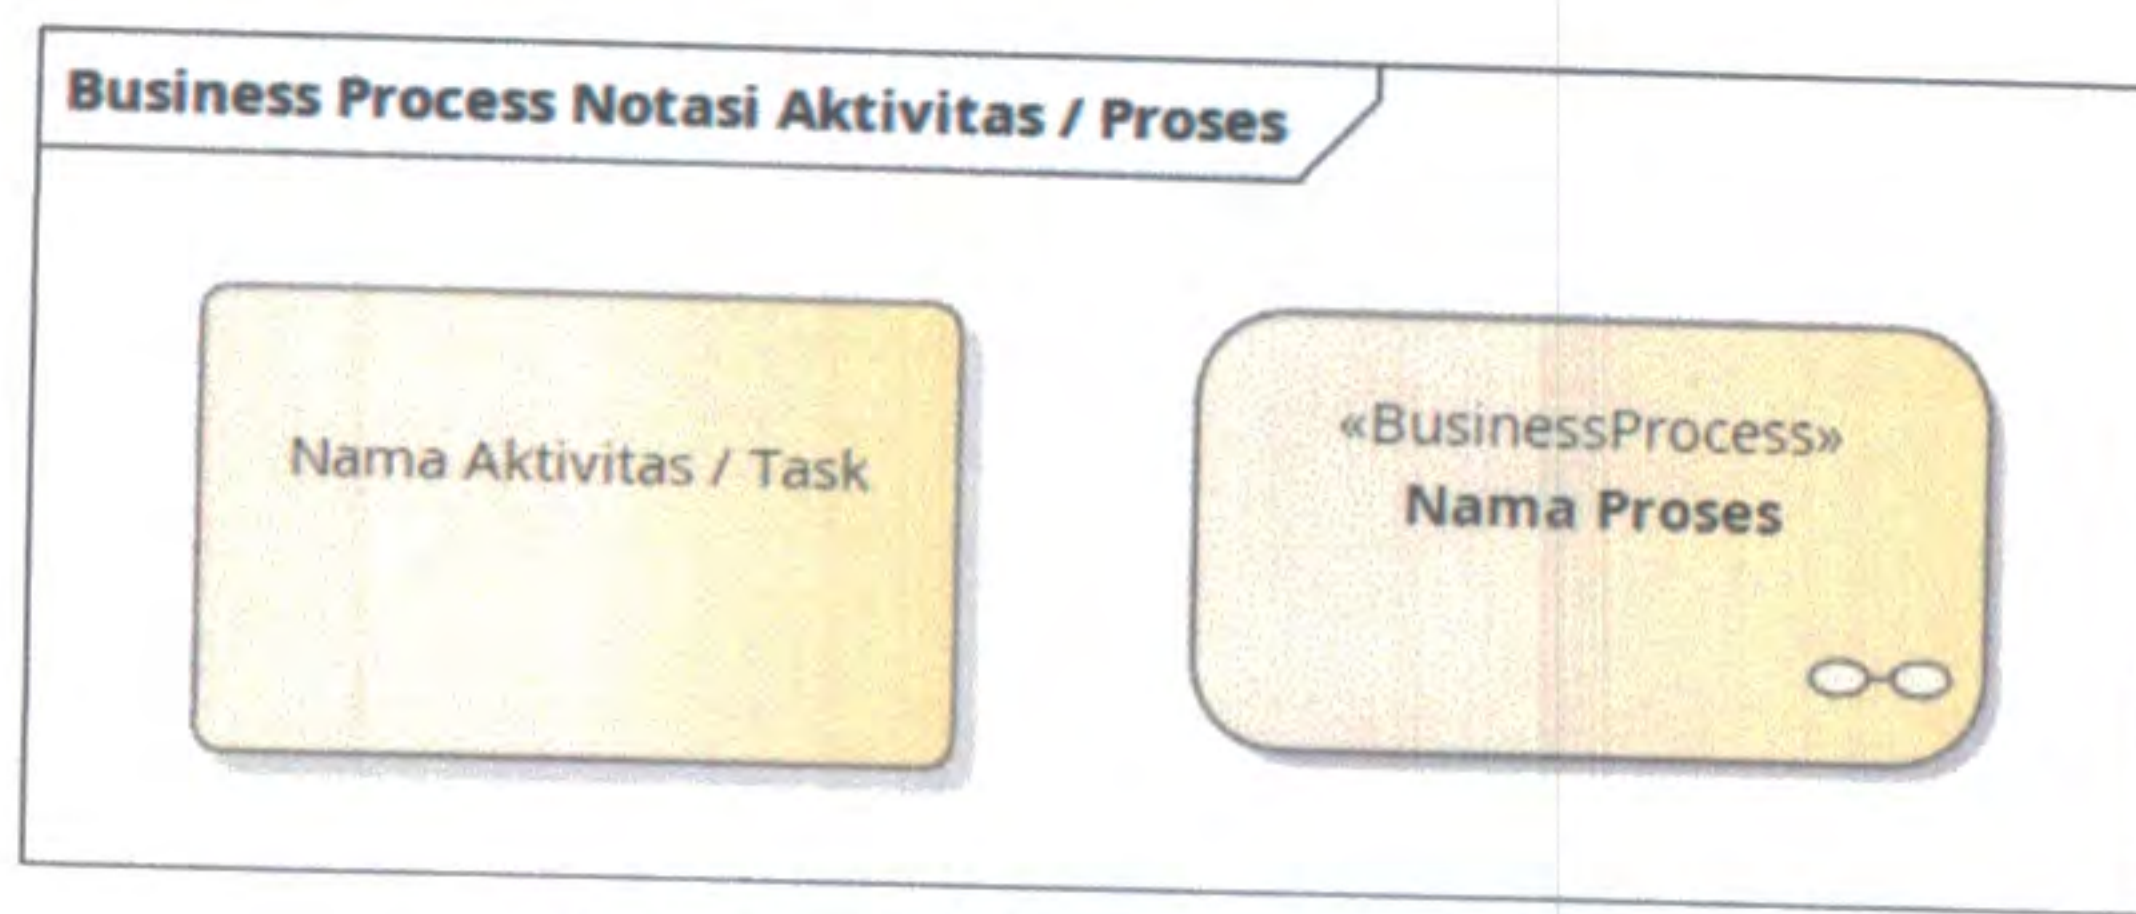 Business Process Notasi Aktivitas / Proses
Nama Aktivitas / Task
«BusinessProcess»
Nama Proses